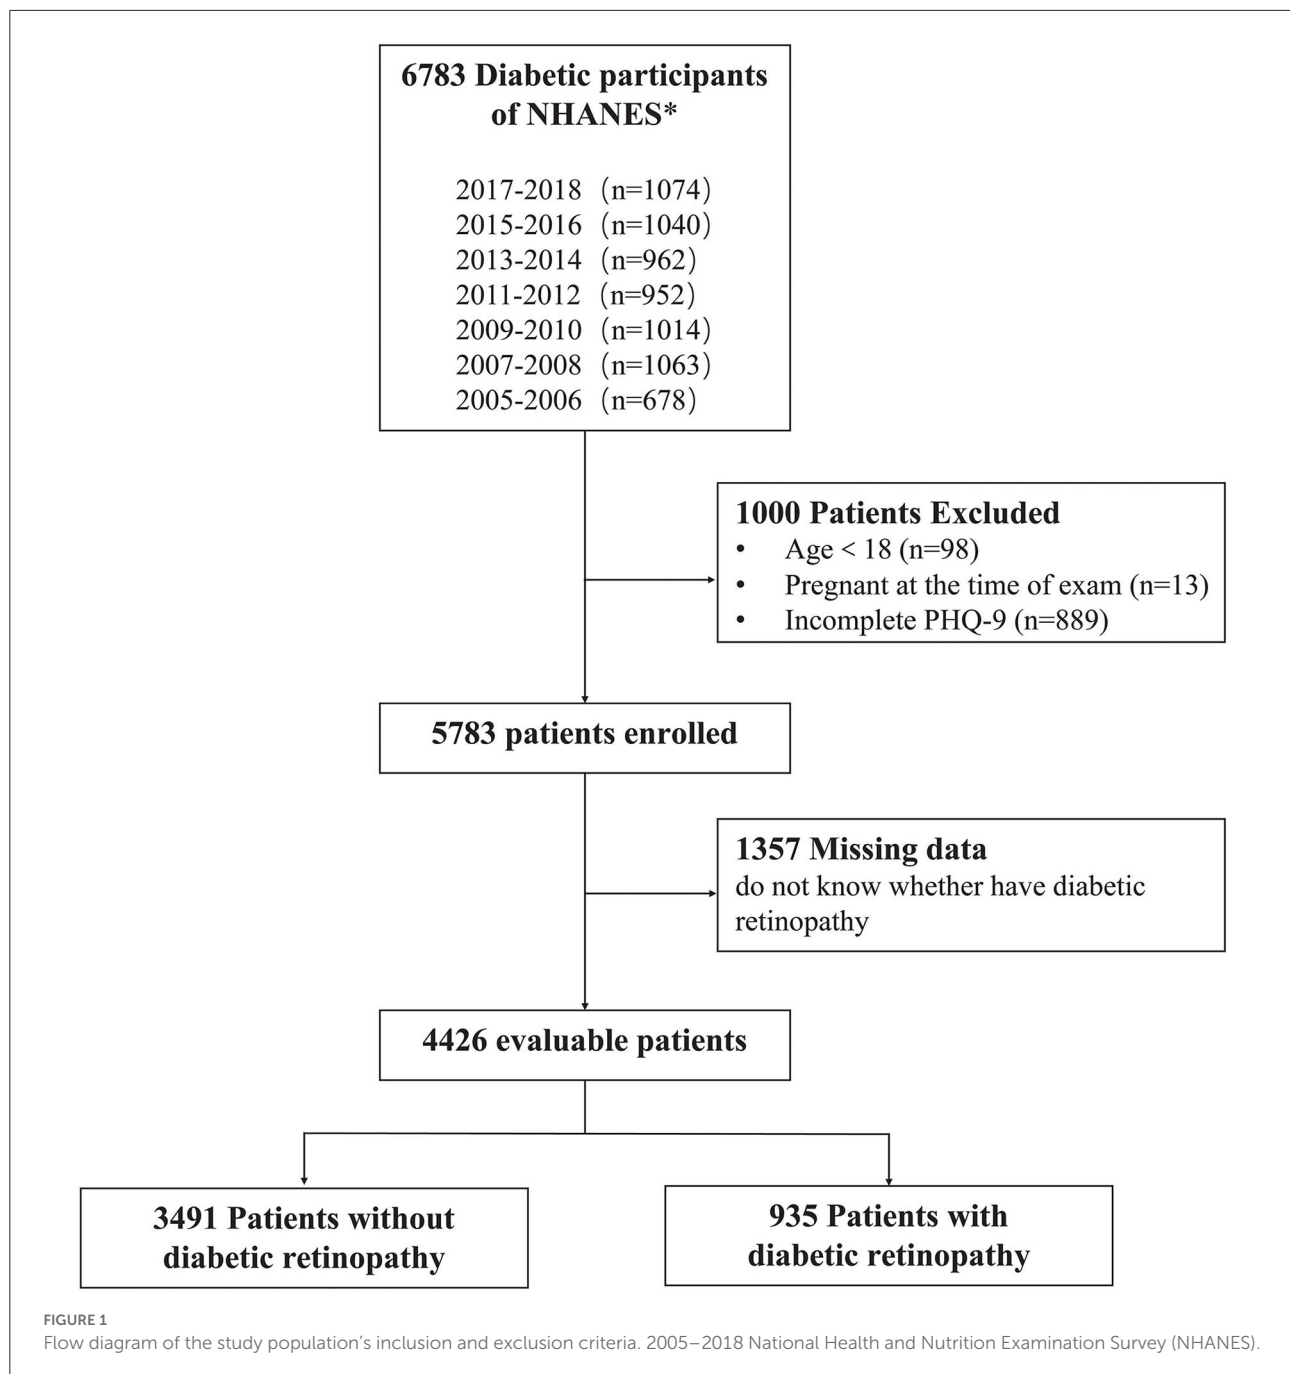 6783 Diabetic participants
of NHANES*
2017-2018 (n=1074)
2015-2016 (n=1040)
2013-2014 (n=962)
2011-2012 (n=952)
2009-2010 (n=1014)
2007-2008 (n=1063)
2005-2006 (n=678)
1000 Patients Excluded
• Age < 18 (n=98)
• Pregnant at the time of exam (n=13)
• Incomplete PHQ-9 (n=889)
5783 patients enrolled
1357 Missing data
do not know whether have diabetic
retinopathy
4426 evaluable patients
3491 Patients without
diabetic retinopathy
935 Patients with
diabetic retinopathy
FIGURE 1
Flow diagram of the study population's inclusion and exclusion criteria. 2005–2018 National Health and Nutrition Examination Survey (NHANES).